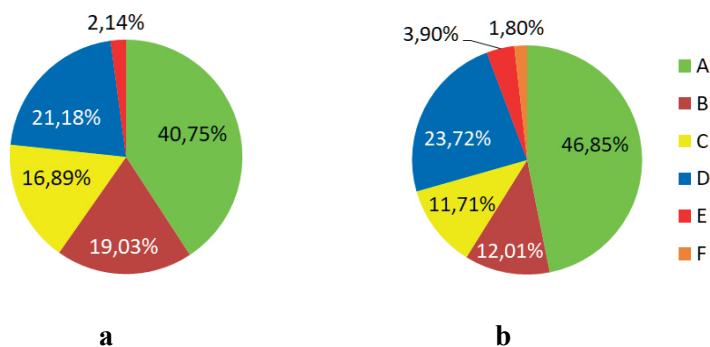 2,14%
40,75%
21,18%
16,89%
19,03%
a
1,80%
3,90%
46,85%
23,72%
11,71%
12,01%
b
A
B
C
D
E
F